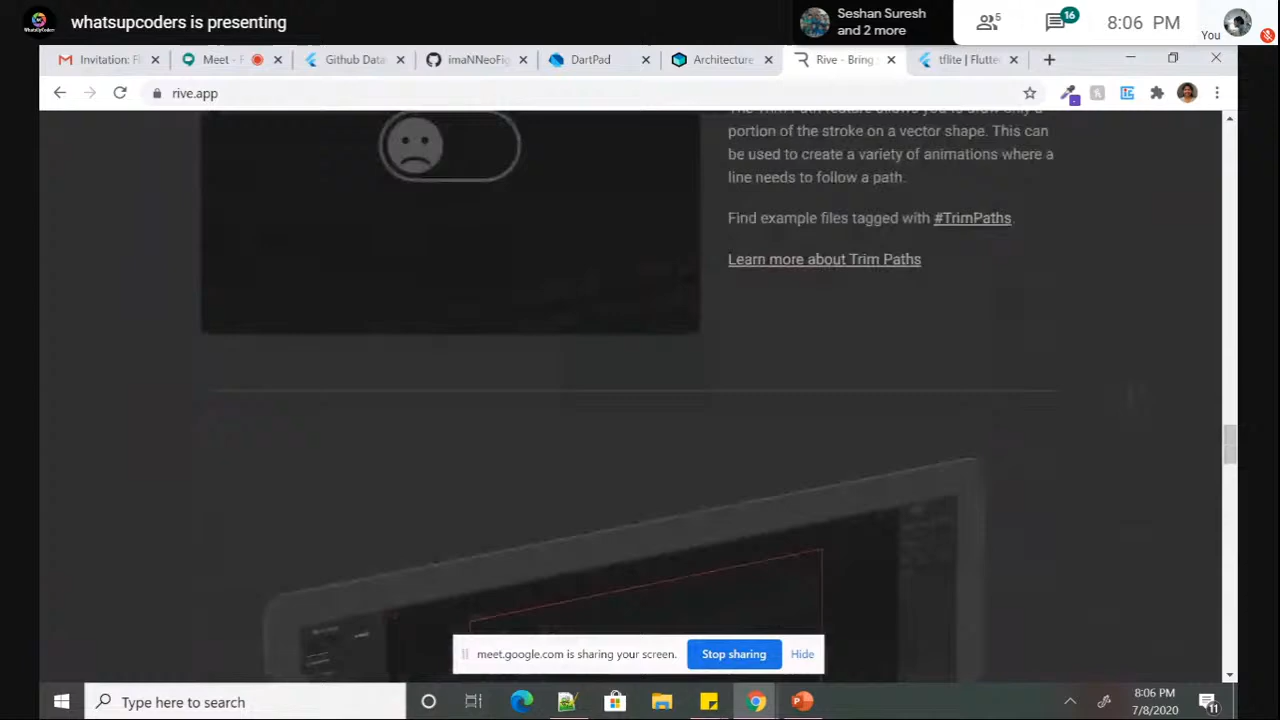 whatsupcoders is presenting
Seshan Suresh
and 2 more
5
16
8:06 PM
You
Invitation: F
Meet - F
Github Data
imaNNeoFig
DartPad
Architecture
Rive - Bring
tflite | Flutte
rive.app
portion of the stroke on a vector shape. This can
be used to create a variety of animations where a
line needs to follow a path.
Find example files tagged with #TrimPaths
Learn more about Trim Paths
meet.google.com is sharing your screen.
Stop sharing
Hide
Type here to search
8:06 PM
7/8/2020
11